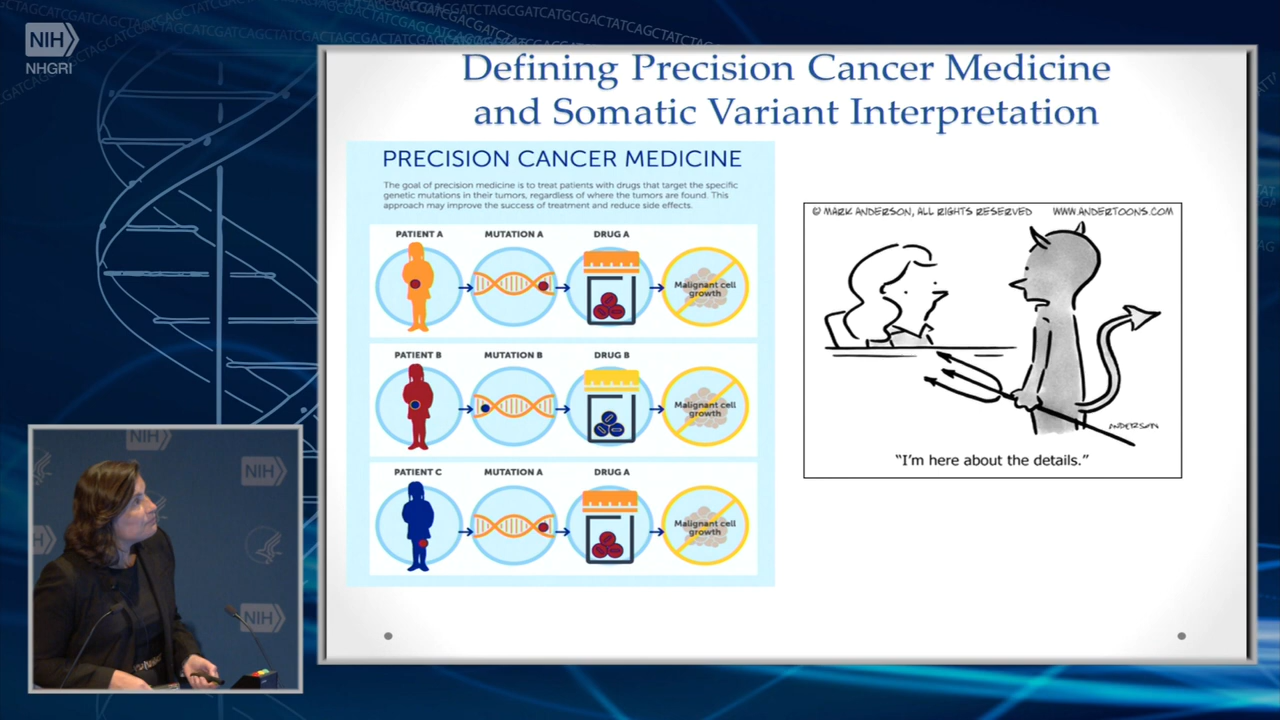 NIH
NHGRI
Defining Precision Cancer Medicine
and Somatic Variant Interpretation
PRECISION CANCER MEDICINE
The goal of precision medicine is to treat patients with drugs that target the specific
genetic mutations in their tumors, regardless of where the tumors are found. This
approach may improve the success of treatment and reduce side effects.
PATIENT A
MUTATION A
DRUG A
Malignant cell
growth
PATIENT B
MUTATION B
DRUG B
Malignant cell
growth
PATIENT C
MUTATION A
DRUG A
Malignant cell
growth
© MARK ANDERSON, ALL RIGHTS RESERVED
WWW.ANDERTOONS.COM
ANDERSON
“I’m here about the details.”
NIH
NIH
NIH